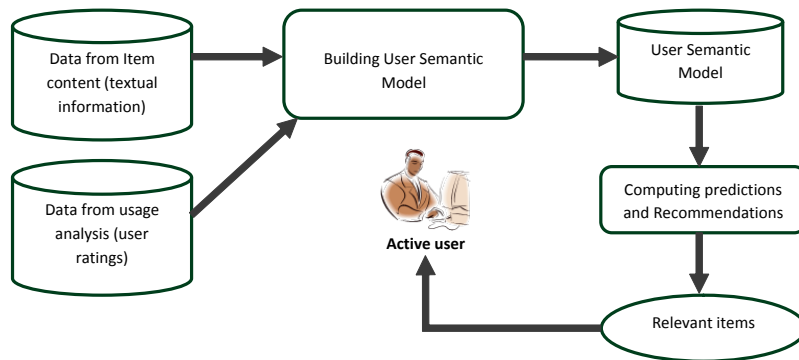 Data from Item
content (textual
information)
Building User Semantic
Model
User Semantic
Model
Data from usage
analysis (user
ratings)
Active user
Computing predictions
and Recommendations
Relevant items